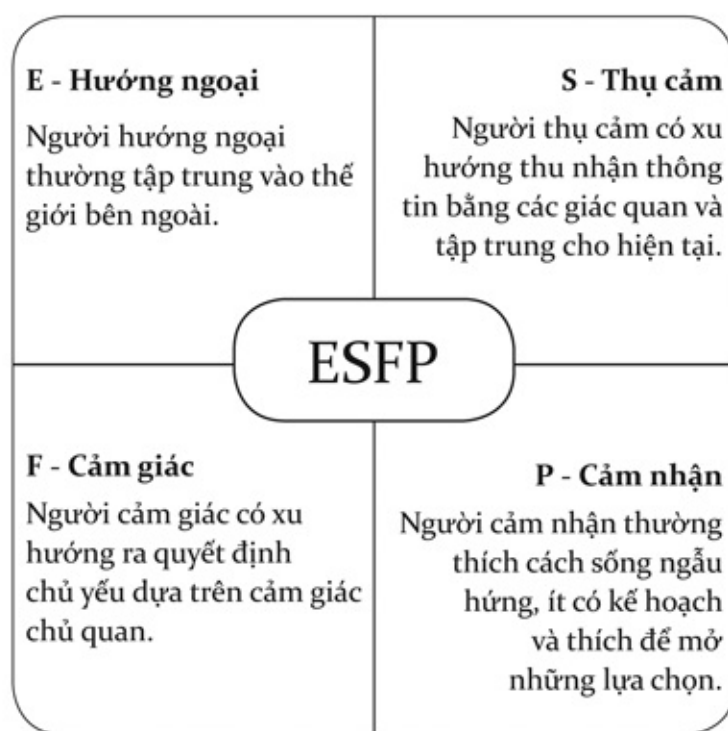 E - Hướng ngoại
Người hướng ngoại
thường tập trung vào thế
giới bên ngoài.
S - Thụ cảm
Người thụ cảm có xu
hướng thu nhận thông
tin bằng các giác quan và
tập trung cho hiện tại.
ESFP
F - Cảm giác
Người cảm giác có xu
hướng ra quyết định
chủ yếu dựa trên cảm giác
chủ quan.
P - Cảm nhận
Người cảm nhận thường
thích cách sống ngẫu
hứng, ít có kế hoạch
và thích để mở
những lựa chọn.